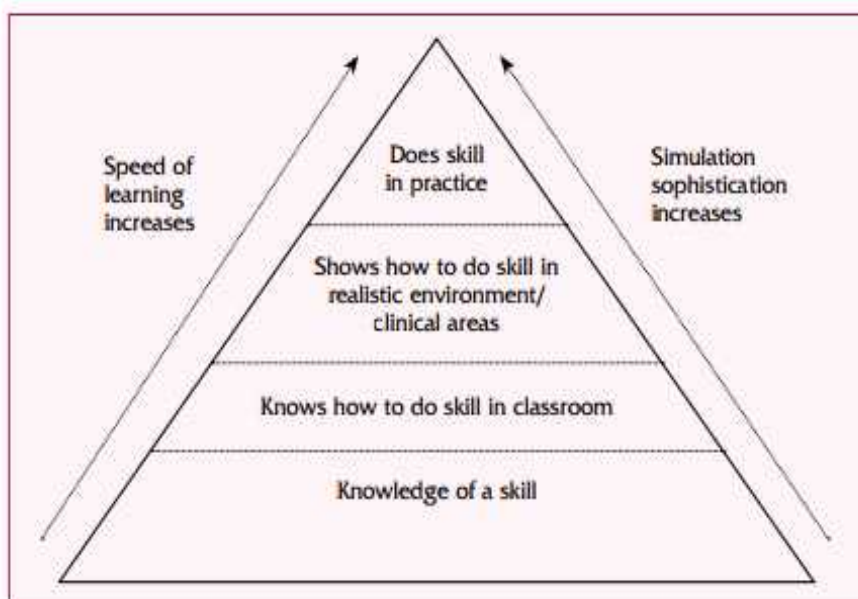 Does skill
in practice
Speed of
learning
increases
Simulation
sophistication
increases
Shows how to do skill in
realistic environment/
clinical areas
Knows how to do skill in classroom
Knowledge of a skill